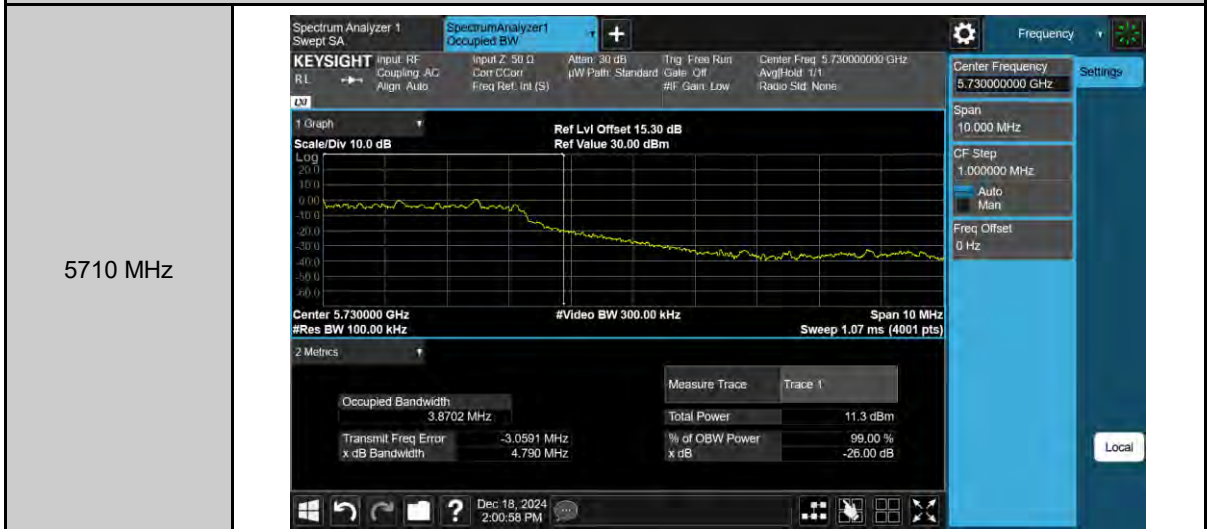 5710 MHz
Spectrum Analyzer 1
Swept SA
SpectrumAnalyzer1
Occupied BW
+
Frequency
KEYSIGHT
RL
LXI
Input: RF
Coupling: AC
Align: Auto
Input Z: 50 Ω
Corr CCorr
Freq Ref: Int (S)
Atten: 30 dB
µW Path: Standard
Trig: Free Run
Gate: Off
#IF Gain: Low
Center Freq: 5.730000000 GHz
Avg|Hold: 1/1
Radio Std: None
Center Frequency
5.730000000 GHz
Settings
Span
10.000 MHz
CF Step
1.000000 MHz
Auto
Man
Freq Offset
0 Hz
Local
1 Graph
Scale/Div 10.0 dB
Ref Lvl Offset 15.30 dB
Ref Value 30.00 dBm
Log
20.0
10.0
0.00
-10.0
-20.0
-30.0
-40.0
-50.0
-60.0
Center 5.730000 GHz
#Video BW 300.00 kHz
Span 10 MHz
#Res BW 100.00 kHz
Sweep 1.07 ms (4001 pts)
2 Metrics
Measure Trace Trace 1
Occupied Bandwidth
3.8702 MHz
Total Power 11.3 dBm
Transmit Freq Error -3.0591 MHz
% of OBW Power 99.00 %
x dB Bandwidth 4.790 MHz
x dB -26.00 dB
?
Dec 18, 2024
2:00:58 PM